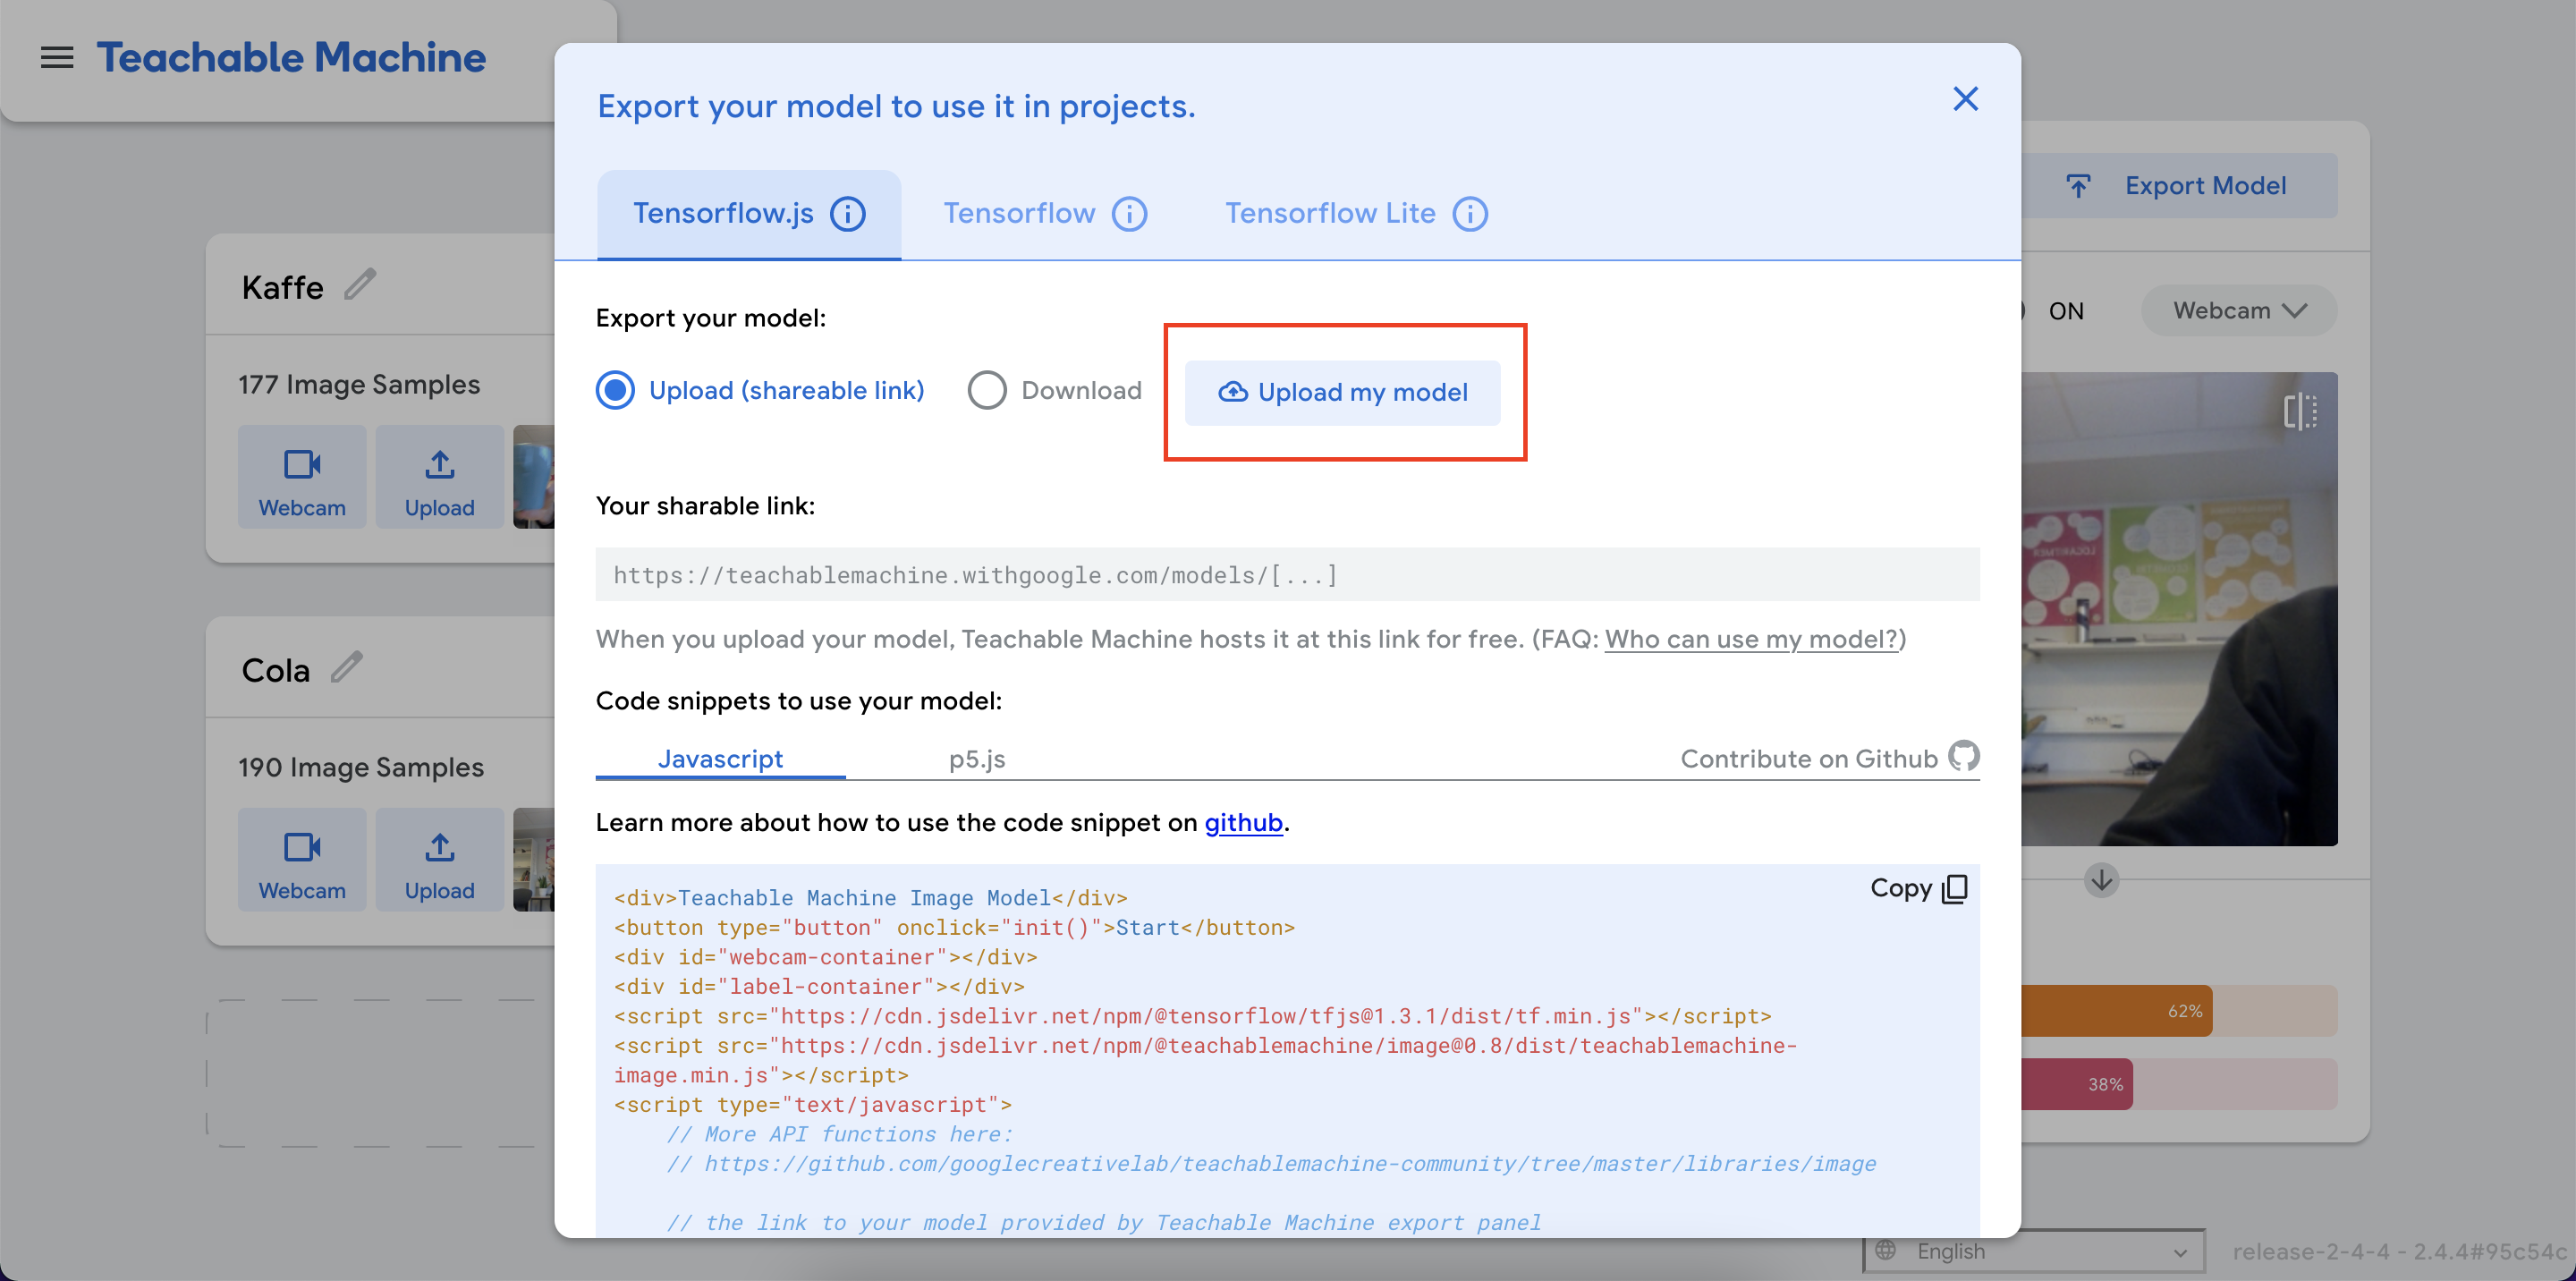 Teachable Machine
Export your model to use it in projects.
Tensorflow.js
Tensorflow
Tensorflow Lite
Export Model
Kaffe
177 Image Samples
Webcam
Upload
Cola
190 Image Samples
Webcam
Upload
Export your model:
Upload (shareable link)
Download
Upload my model
Your sharable link:
https://teachablemachine.withgoogle.com/models/[...]
When you upload your model, Teachable Machine hosts it at this link for free. (FAQ: Who can use my model?)
Code snippets to use your model:
Javascript
p5.js
Contribute on Github
Learn more about how to use the code snippet on github.
Copy
<div>Teachable Machine Image Model</div>
<button type="button" onclick="init()">Start</button>
<div id="webcam-container"></div>
<div id="label-container"></div>
<script src="https://cdn.jsdelivr.net/npm/@tensorflow/tfjs@1.3.1/dist/tf.min.js"></script>
<script src="https://cdn.jsdelivr.net/npm/@teachablemachine/image@0.8/dist/teachablemachine-
image.min.js"></script>
<script type="text/javascript">
// More API functions here:
// https://github.com/googlecreativelab/teachablemachine-community/tree/master/libraries/image
// the link to your model provided by Teachable Machine export panel
ON
Webcam
62%
38%
English
release-2-4-4 - 2.4.4#95c54c